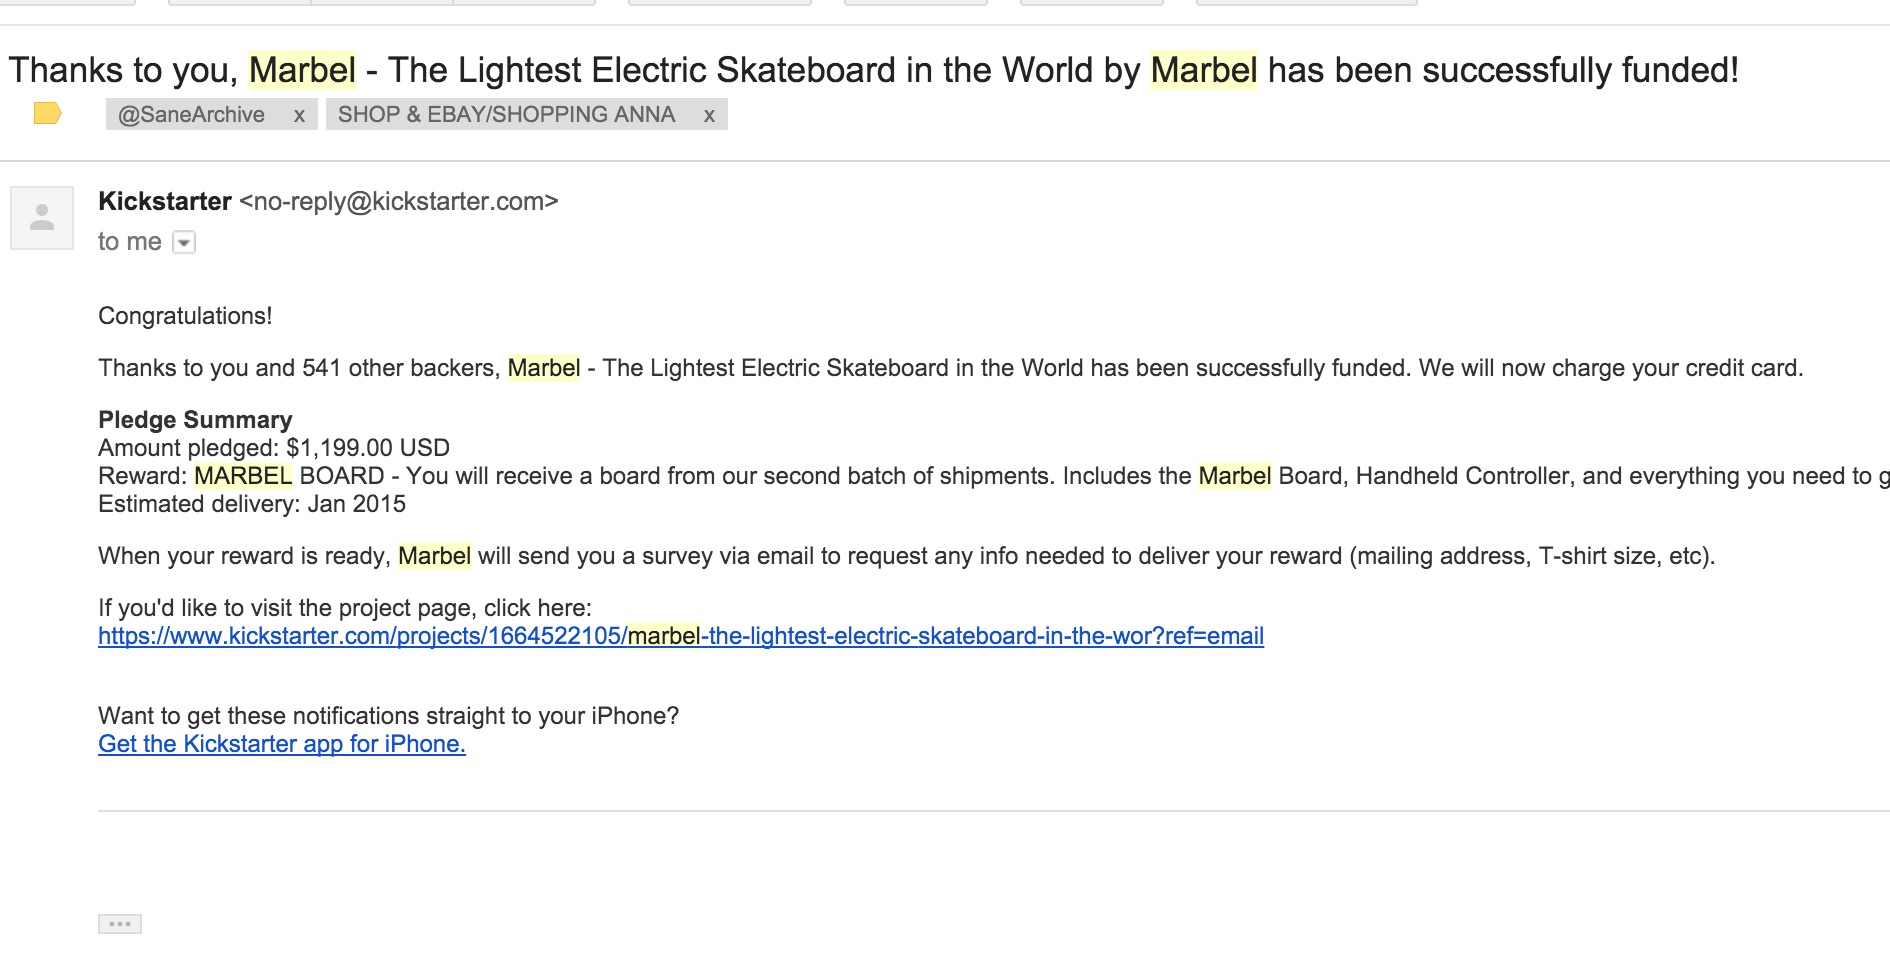 Thanks to you, Marbel - The Lightest Electric Skateboard in the World by Marbel has been successfully funded!
@SaneArchive x SHOP & EBAY/SHOPPING ANNA x
Kickstarter <no-reply@kickstarter.com>
to me
Congratulations!
Thanks to you and 541 other backers, Marbel - The Lightest Electric Skateboard in the World has been successfully funded. We will now charge your credit card.
Pledge Summary
Amount pledged: $1,199.00 USD
Reward: MARBEL BOARD - You will receive a board from our second batch of shipments. Includes the Marbel Board, Handheld Controller, and everything you need to
Estimated delivery: Jan 2015
When your reward is ready, Marbel will send you a survey via email to request any info needed to deliver your reward (mailing address, T-shirt size, etc).
If you'd like to visit the project page, click here:
https://www.kickstarter.com/projects/1664522105/marbel-the-lightest-electric-skateboard-in-the-wor?ref=email
Want to get these notifications straight to your iPhone?
Get the Kickstarter app for iPhone.